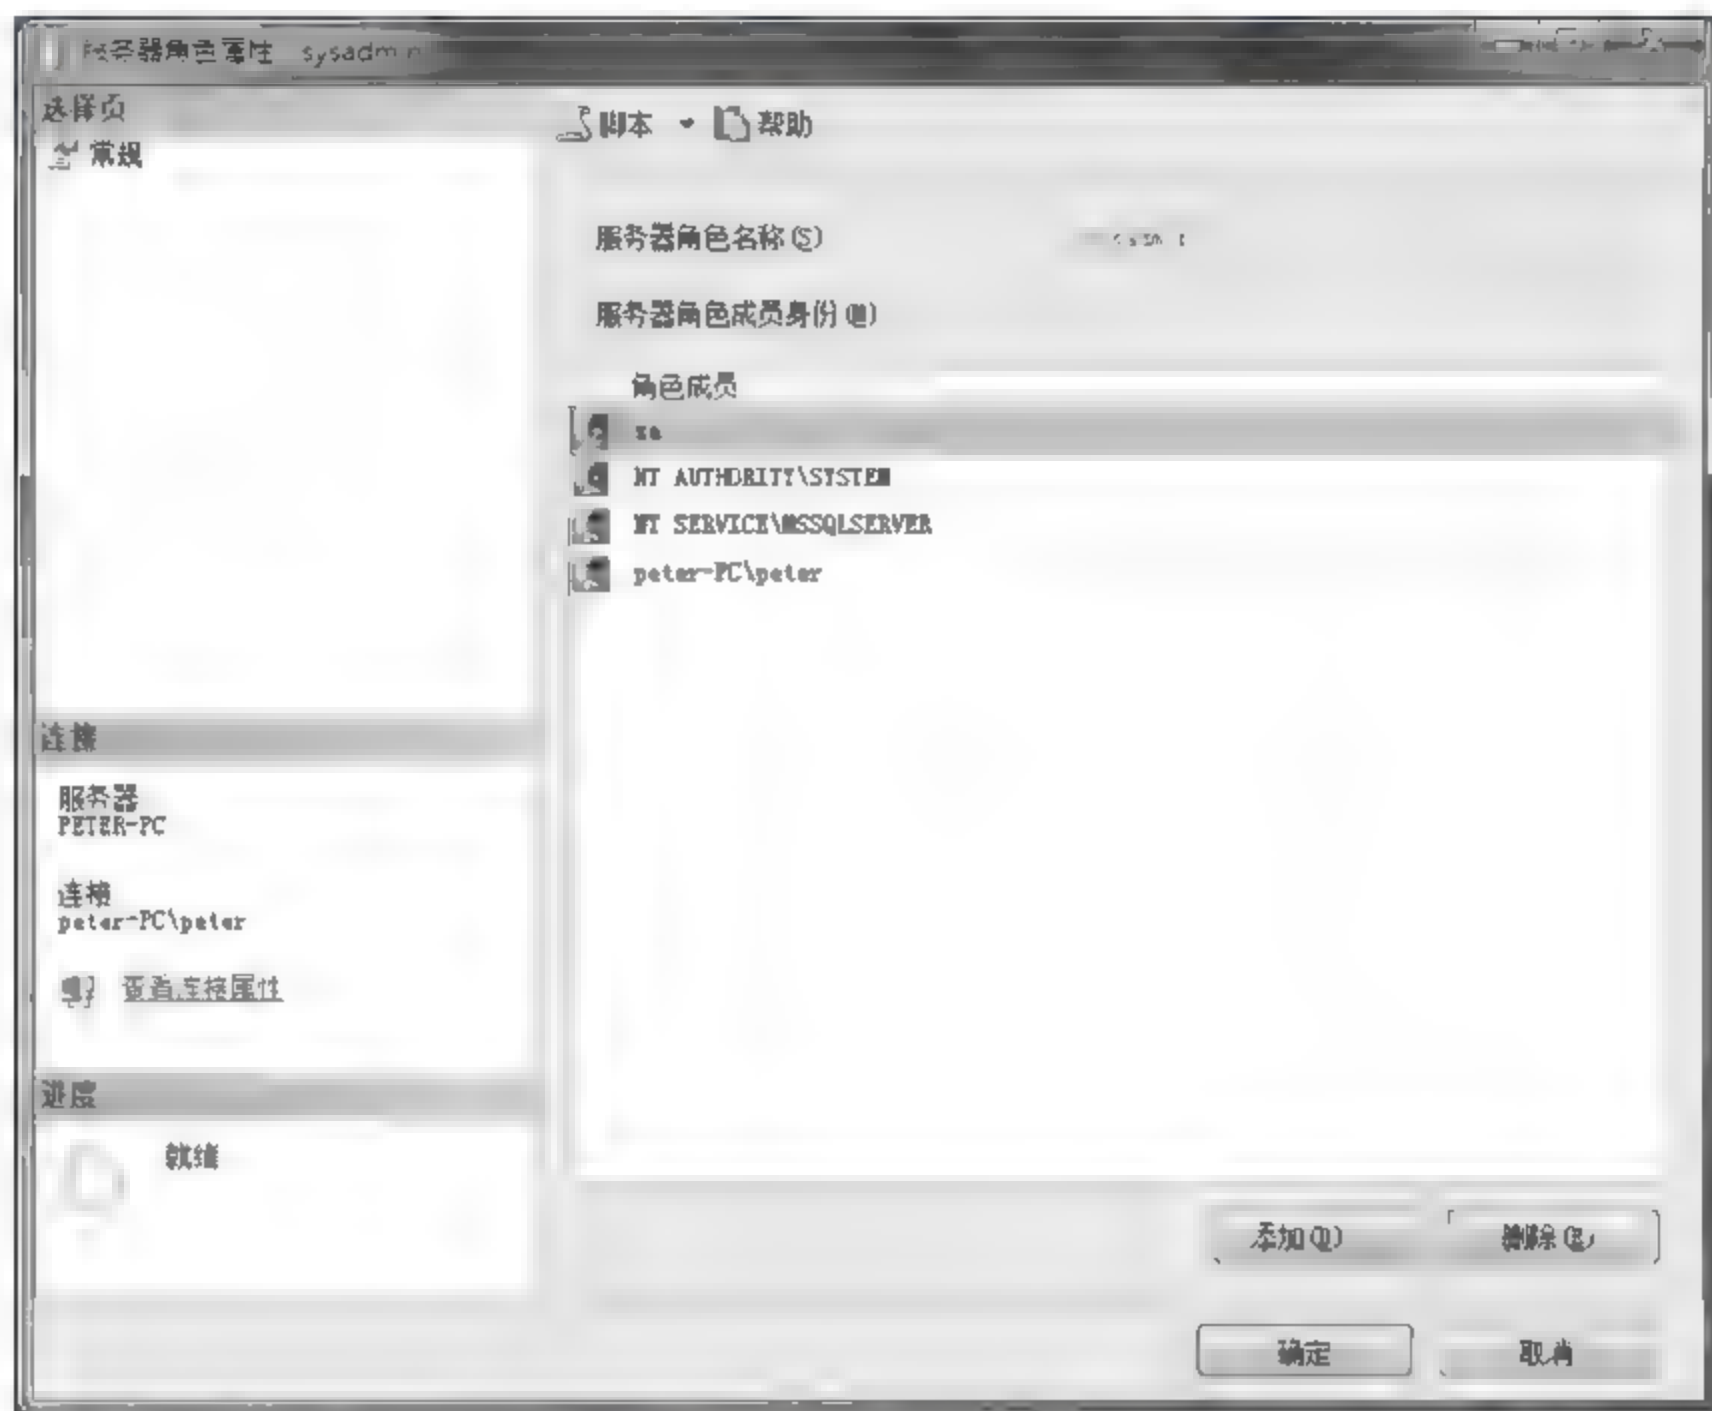 服务器角色属性 - sysadmin
选择页
常规
脚本 帮助
服务器角色名称(S)
服务器角色成员身份(M)
角色成员
sa
NT AUTHORITY\SYSTEM
NT SERVICE\MSSQLSERVER
peter-PC\peter
连接
服务器
PETER-PC
连接
peter-PC\peter
查看连接属性
进度
就绪
添加 删除(R)
确定 取消